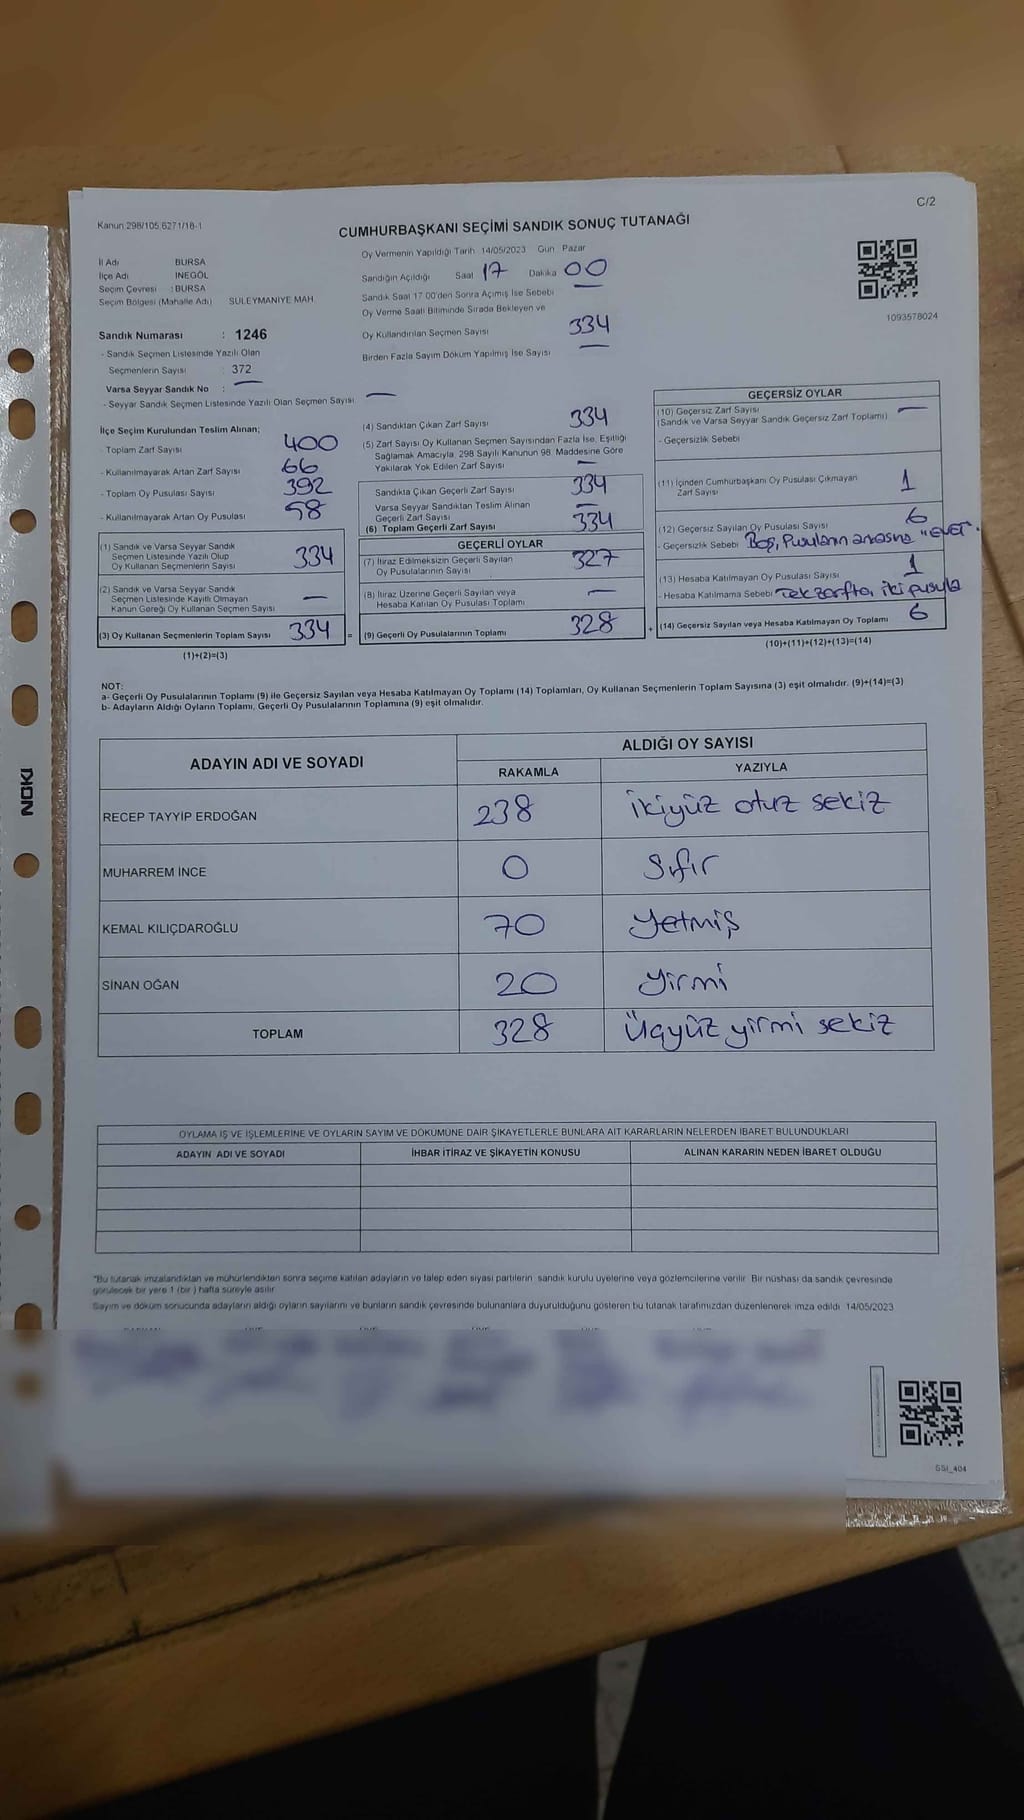 C/2
Kanun 298/105 6271/18-1
CUMHURBAŞKANI SEÇİMİ SANDIK SONUÇ TUTANAĞI
İl Adı BURSA
İlçe Adı INEGÖL
Seçim Çevresi : BURSA
Seçim Bölgesi (Mahalle Adı) SULEYMANIYE MAH.
Oy Vermenin Yapıldığı Tarih 14/05/2023 Gün Pazar
Sandığın Açıldığı Saat 17 Dakika 00
Sandık Saat 17 00'den Sonra Açımış İse Sebebi —
Oy Verme Saati Bitiminde Sırada Bekleyen ve
Oy Kullandırılan Seçmen Sayısı 334
Birden Fazla Sayım Döküm Yapılmış İse Sayısı —
1093578024
Sandık Numarası : 1246
- Sandık Seçmen Listesinde Yazılı Olan
Seçmenlerin Sayısı : 372
Varsa Seyyar Sandık No : —
- Seyyar Sandık Seçmen Listesinde Yazılı Olan Seçmen Sayısı —
İlçe Seçim Kurulundan Teslim Alınan;
- Toplam Zarf Sayısı 400
- Kullanılmayarak Artan Zarf Sayısı 66
- Toplam Oy Pusulası Sayısı 392
- Kullanılmayarak Artan Oy Pusulası 58
(1) Sandık ve Varsa Seyyar Sandık
Seçmen Listesinde Yazılı Olup
Oy Kullanan Seçmenlerin Sayısı 334
(2) Sandık ve Varsa Seyyar Sandık
Seçmen Listesinde Kayıtlı Olmayan
Kanun Gereği Oy Kullanan Seçmen Sayısı —
(3) Oy Kullanan Seçmenlerin Toplam Sayısı 334 =
(1)+(2)=(3)
(4) Sandıktan Çıkan Zarf Sayısı 334
(5) Zarf Sayısı Oy Kullanan Seçmen Sayısından Fazla İse, Eşitliği
Sağlamak Amacıyla, 298 Sayılı Kanunun 98. Maddesine Göre
Yakılarak Yok Edilen Zarf Sayısı —
Sandıkta Çıkan Geçerli Zarf Sayısı 334
Varsa Seyyar Sandıktan Teslim Alınan
Geçerli Zarf Sayısı —
(6) Toplam Geçerli Zarf Sayısı 334
GEÇERLİ OYLAR
(7) İtiraz Edilmeksizin Geçerli Sayılan
Oy Pusulalarının Sayısı 327
(8) İtiraz Üzerine Geçerli Sayılan veya
Hesaba Katılan Oy Pusulası Toplamı —
(9) Geçerli Oy Pusulalarının Toplamı 328 +
GEÇERSİZ OYLAR
(10) Geçersiz Zarf Sayısı —
(Sandık ve Varsa Seyyar Sandık Geçersiz Zarf Toplamı)
- Geçersizlik Sebebi
(11) İçinden Cumhurbaşkanı Oy Pusulası Çıkmayan
Zarf Sayısı 1
(12) Geçersiz Sayılan Oy Pusulası Sayısı 6
- Geçersizlik Sebebi Boş, Pusulanın arkasına "EVET".
(13) Hesaba Katılmayan Oy Pusulası Sayısı 1
- Hesaba Katılmama Sebebi Tek zarfta iki pusula
(14) Geçersiz Sayılan veya Hesaba Katılmayan Oy Toplamı 6
(10)+(11)+(12)+(13)=(14)
NOT:
a- Geçerli Oy Pusulalarının Toplamı (9) ile Geçersiz Sayılan veya Hesaba Katılmayan Oy Toplamı (14) Toplamları, Oy Kullanan Seçmenlerin Toplam Sayısına (3) eşit olmalıdır. (9)+(14)=(3)
b- Adayların Aldığı Oyların Toplamı, Geçerli Oy Pusulalarının Toplamına (9) eşit olmalıdır.
ADAYIN ADI VE SOYADI ALDIĞI OY SAYISI
RAKAMLA YAZIYLA
RECEP TAYYİP ERDOĞAN 238 ikiyüz otuz sekiz
MUHARREM İNCE 0 sıfır
KEMAL KILIÇDAROĞLU 70 yetmiş
SİNAN OĞAN 20 yirmi
TOPLAM 328 üçyüz yirmi sekiz
OYLAMA İŞ VE İŞLEMLERİNE VE OYLARIN SAYIM VE DÖKÜMÜNE DAİR ŞİKAYETLERLE BUNLARA AİT KARARLARIN NELERDEN İBARET BULUNDUKLARI
ADAYIN ADI VE SOYADI İHBAR İTİRAZ VE ŞİKAYETİN KONUSU ALINAN KARARIN NEDEN İBARET OLDUĞU
*Bu tutanak imzalandıktan ve mühürlendikten sonra seçime katılan adayların ve talep eden siyasi partilerin sandık kurulu üyelerine veya gözlemcilerine verilir. Bir nüshası da sandık çevresinde
görülecek bir yere 1 (bir) hafta süreyle asılır
Sayım ve döküm sonucunda adayların aldığı oyların sayılarını ve bunların sandık çevresinde bulunanlara duyurulduğunu gösteren bu tutanak tarafımızdan düzenlenerek imza edildi 14/05/2023
SSI_404
NOKI